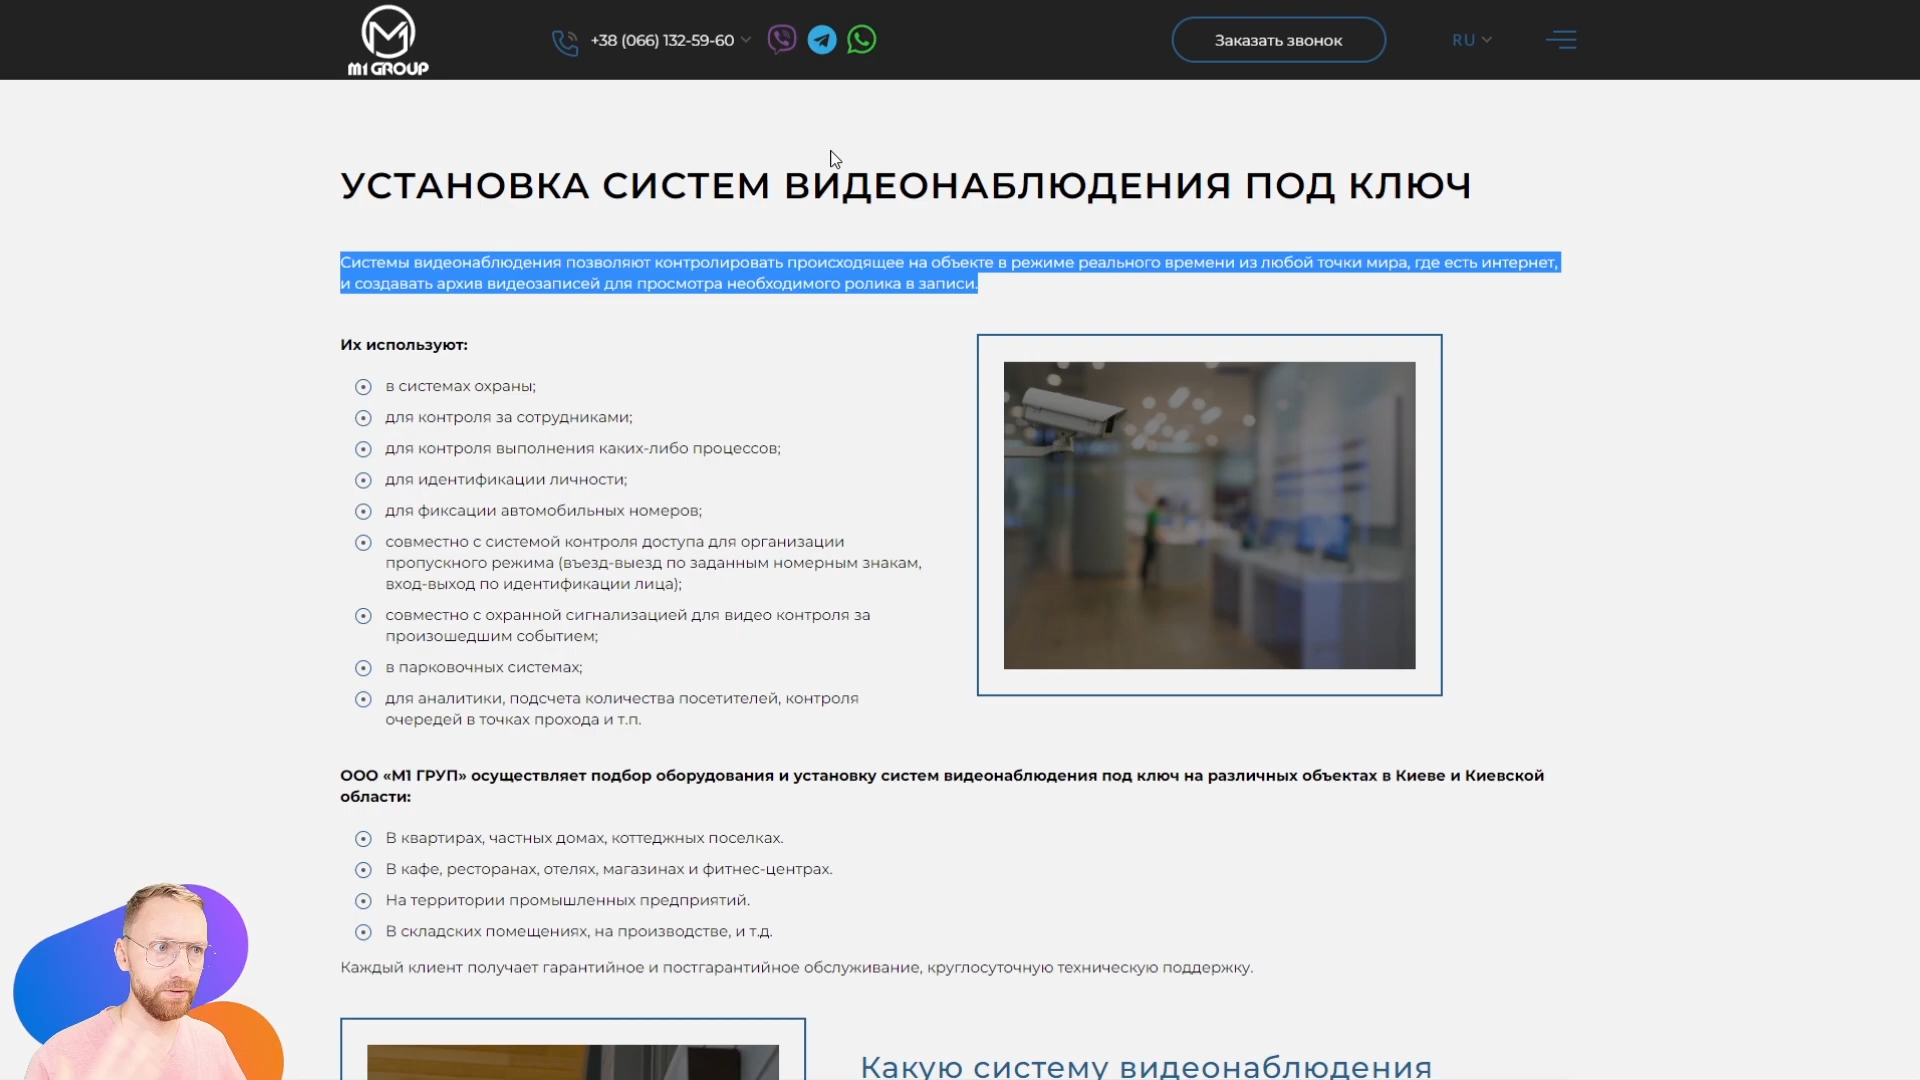 M1 GROUP
+38 (066) 132-59-60
Заказать звонок
RU
УСТАНОВКА СИСТЕМ ВИДЕОНАБЛЮДЕНИЯ ПОД КЛЮЧ
Системы видеонаблюдения позволяют контролировать происходящее на объекте в режиме реального времени из любой точки мира, где есть интернет,
и создавать архив видеозаписей для просмотра необходимого ролика в записи.
Их используют:
в системах охраны;
для контроля за сотрудниками;
для контроля выполнения каких-либо процессов;
для идентификации личности;
для фиксации автомобильных номеров;
совместно с системой контроля доступа для организации
пропускного режима (въезд-выезд по заданным номерным знакам,
вход-выход по идентификации лица);
совместно с охранной сигнализацией для видео контроля за
произошедшим событием;
в парковочных системах;
для аналитики, подсчета количества посетителей, контроля
очередей в точках прохода и т.п.
ООО «М1 ГРУП» осуществляет подбор оборудования и установку систем видеонаблюдения под ключ на различных объектах в Киеве и Киевской
области:
В квартирах, частных домах, коттеджных поселках.
В кафе, ресторанах, отелях, магазинах и фитнес-центрах.
На территории промышленных предприятий.
В складских помещениях, на производстве, и т.д.
Каждый клиент получает гарантийное и постгарантийное обслуживание, круглосуточную техническую поддержку.
Какую систему видеонаблюдения